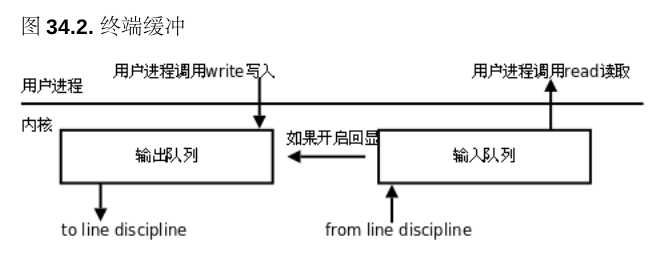 图 34.2. 终端缓冲
用户进程调用write写入
用户进程调用read读取
用户进程
内核
如果开启回显
输出队列
输入队列
to line discipline
from line discipline